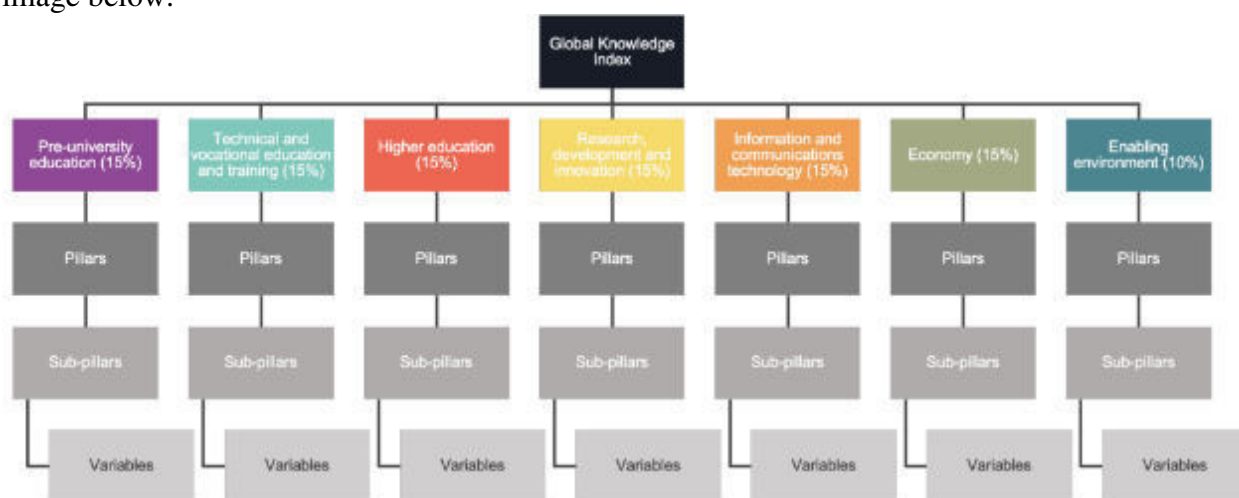 image below.
Global Knowledge
Index
Pre-university
education (15%)
Technical and
vocational education
and training (15%)
Higher education (15%)
Research,
development and
innovation (15%)
Information and
communications
technology (15%)
Economy (15%)
Enabling
environment (10%)
Pillars
Pillars
Pillars
Pillars
Pillars
Pillars
Pillars
Sub-pillars
Sub-pillars
Sub-pillars
Sub-pillars
Sub-pillars
Sub-pillars
Sub-pillars
Variables
Variables
Variables
Variables
Variables
Variables
Variables